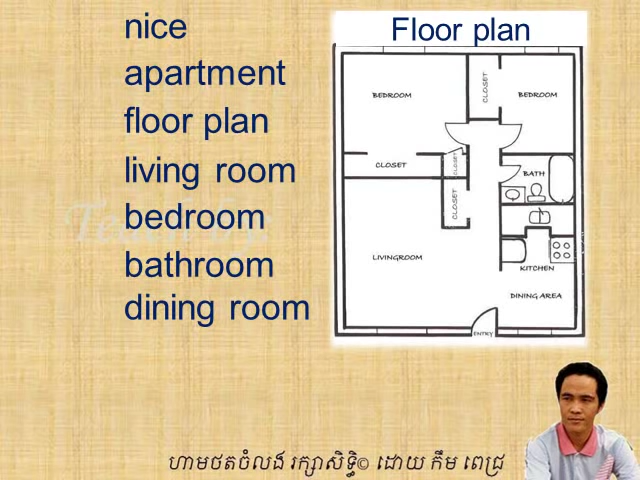 nice
apartment
floor plan
living room
bedroom
bathroom
dining room
Floor plan
BEDROOM
CLOSET
BEDROOM
CLOSET
CLOSET
BATH
CLOSET
LIVINGROOM
KITCHEN
DINING AREA
ENTRY
ហាមថតចំលង រក្សាសិទ្ធិ© ដោយ កឹម ពេជ្រ